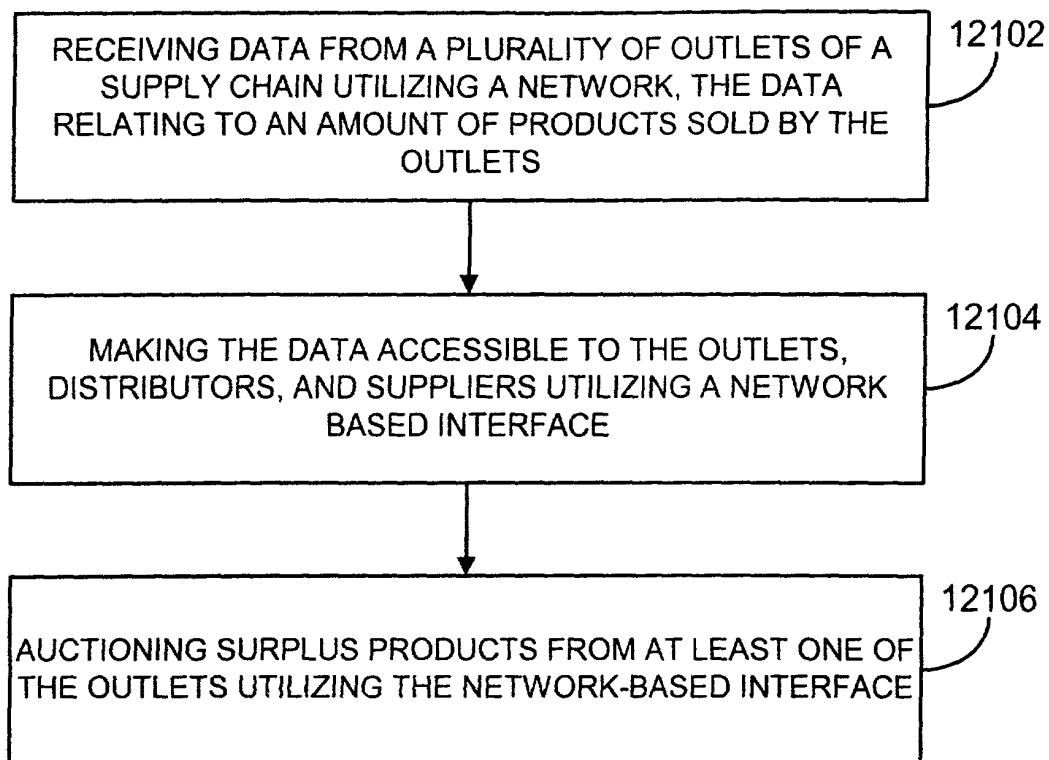 RECEIVING DATA FROM A PLURALITY OF OUTLETS OF A
SUPPLY CHAIN UTILIZING A NETWORK, THE DATA
RELATING TO AN AMOUNT OF PRODUCTS SOLD BY THE
OUTLETS
12102
MAKING THE DATA ACCESSIBLE TO THE OUTLETS,
DISTRIBUTORS, AND SUPPLIERS UTILIZING A NETWORK
BASED INTERFACE
12104
AUCTIONING SURPLUS PRODUCTS FROM AT LEAST ONE OF
THE OUTLETS UTILIZING THE NETWORK-BASED INTERFACE
12106